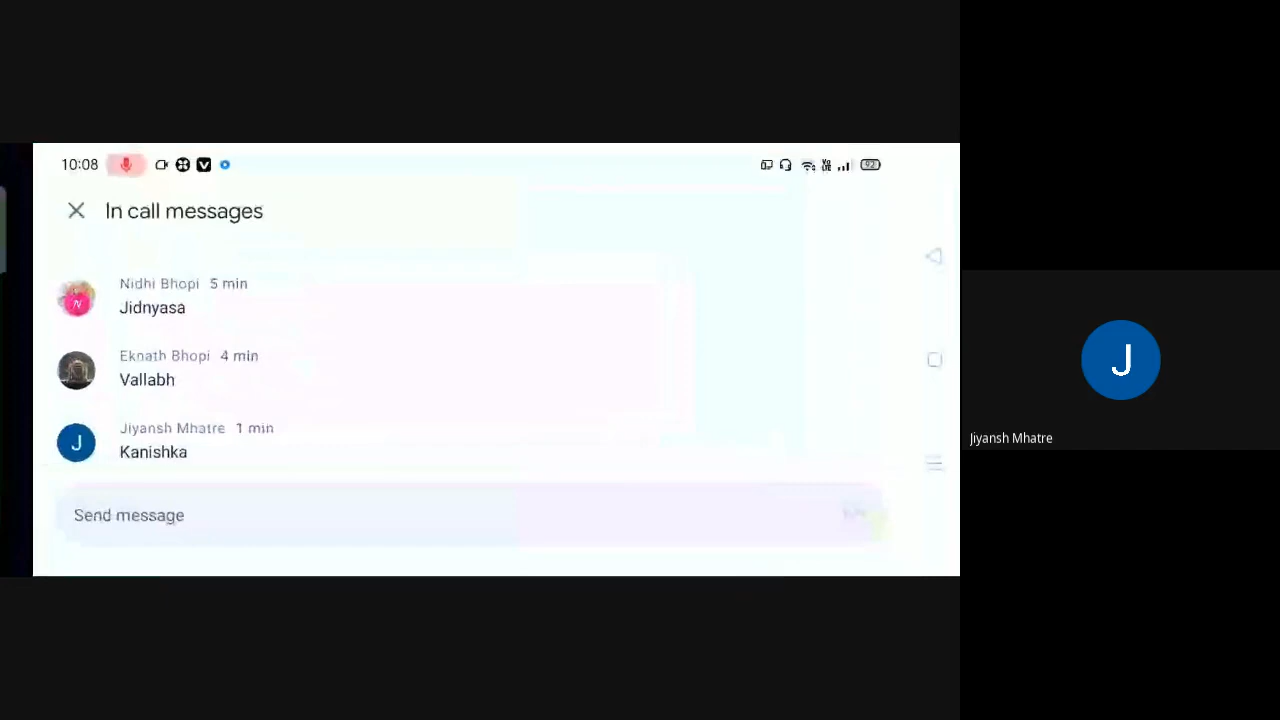 10:08
92
In call messages
Nidhi Bhopi 5 min
Jidnyasa
Eknath Bhopi 4 min
Vallabh
Jiyansh Mhatre 1 min
J
Kanishka
Send message
J
Jiyansh Mhatre